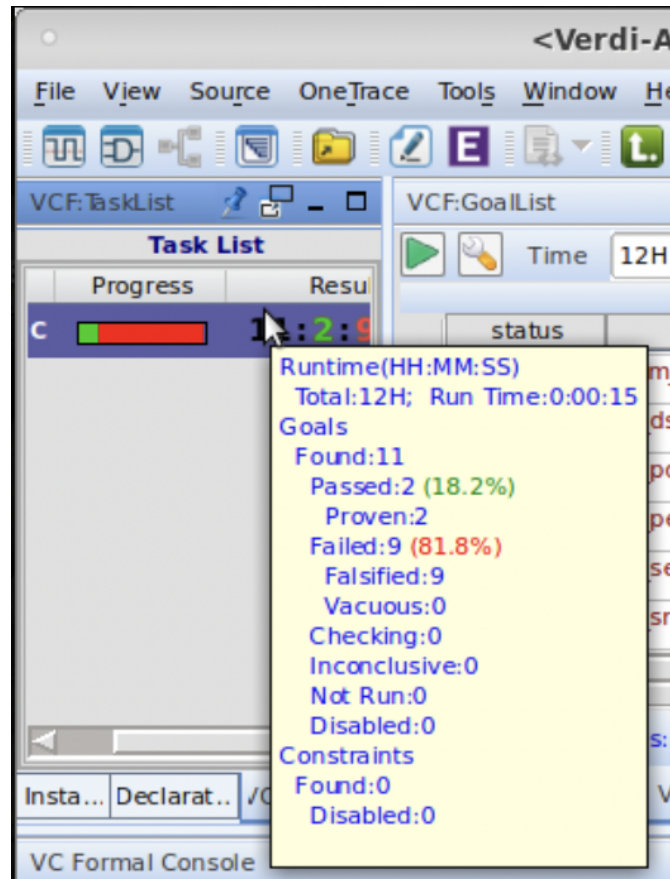 <Verdi-A
File View Source OneTrace Tools Window He
VCF:TaskList
VCF:GoalList
Task List
Time 12H
Progress Resu
status
C 11:2:9
Runtime(HH:MM:SS)
Total:12H; Run Time:0:00:15
Goals
Found:11
Passed:2 (18.2%)
Proven:2
Failed:9 (81.8%)
Falsified:9
Vacuous:0
Checking:0
Inconclusive:0
Not Run:0
Disabled:0
Constraints
Found:0
Disabled:0
Insta... Declarat..
VC Formal Console